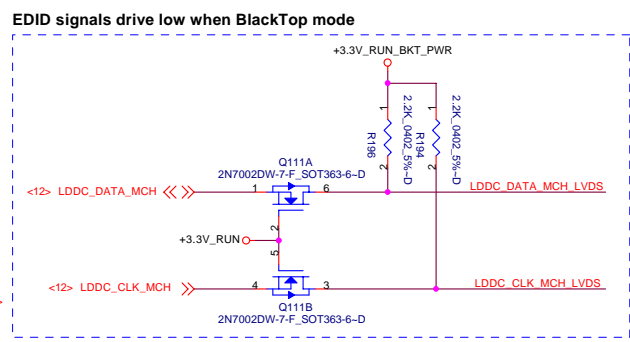 EDID signals drive low when BlackTop mode
+3.3V_RUN_BKT_PWR
1
1
2.2K_0402_5%~D
R196
2.2K_0402_5%~D
R194
2
2
Q111A
2N7002DW-7-F_SOT363-6~D
<12> LDDC_DATA_MCH
1
6
LDDC_DATA_MCH_LVDS
2
+3.3V_RUN
5
<12> LDDC_CLK_MCH
4
3
LDDC_CLK_MCH_LVDS
Q111B
2N7002DW-7-F_SOT363-6~D